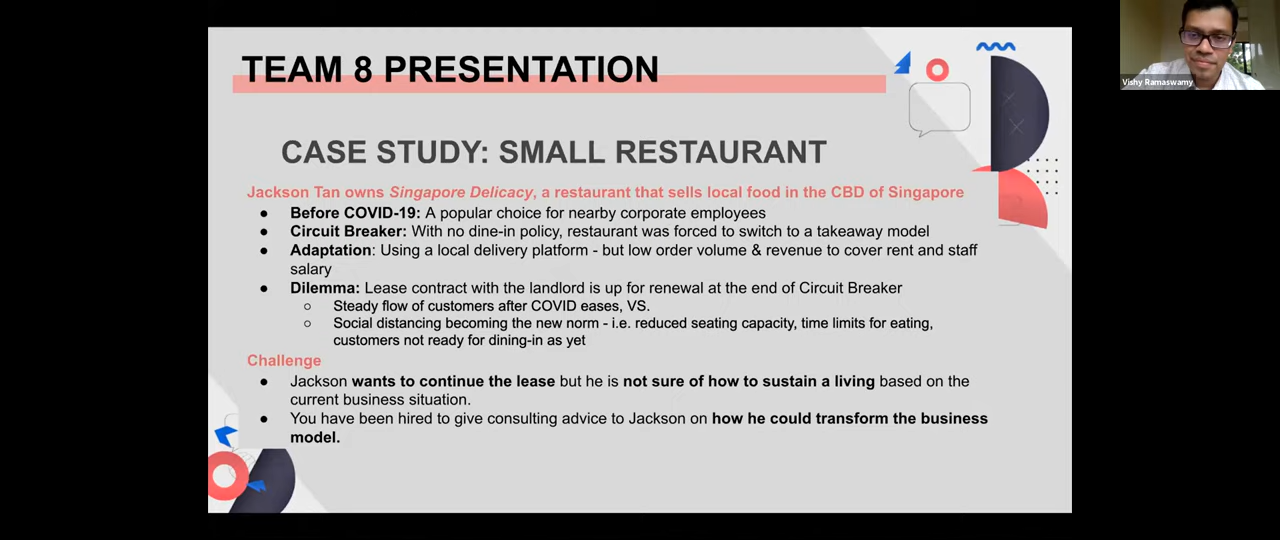 TEAM 8 PRESENTATION
CASE STUDY: SMALL RESTAURANT
Jackson Tan owns Singapore Delicacy, a restaurant that sells local food in the CBD of Singapore
● Before COVID-19: A popular choice for nearby corporate employees
● Circuit Breaker: With no dine-in policy, restaurant was forced to switch to a takeaway model
● Adaptation: Using a local delivery platform - but low order volume & revenue to cover rent and staff
salary
● Dilemma: Lease contract with the landlord is up for renewal at the end of Circuit Breaker
○ Steady flow of customers after COVID eases, VS.
○ Social distancing becoming the new norm - i.e. reduced seating capacity, time limits for eating,
customers not ready for dining-in as yet
Challenge
● Jackson wants to continue the lease but he is not sure of how to sustain a living based on the
current business situation.
● You have been hired to give consulting advice to Jackson on how he could transform the business
model.
Vishy Ramaswamy